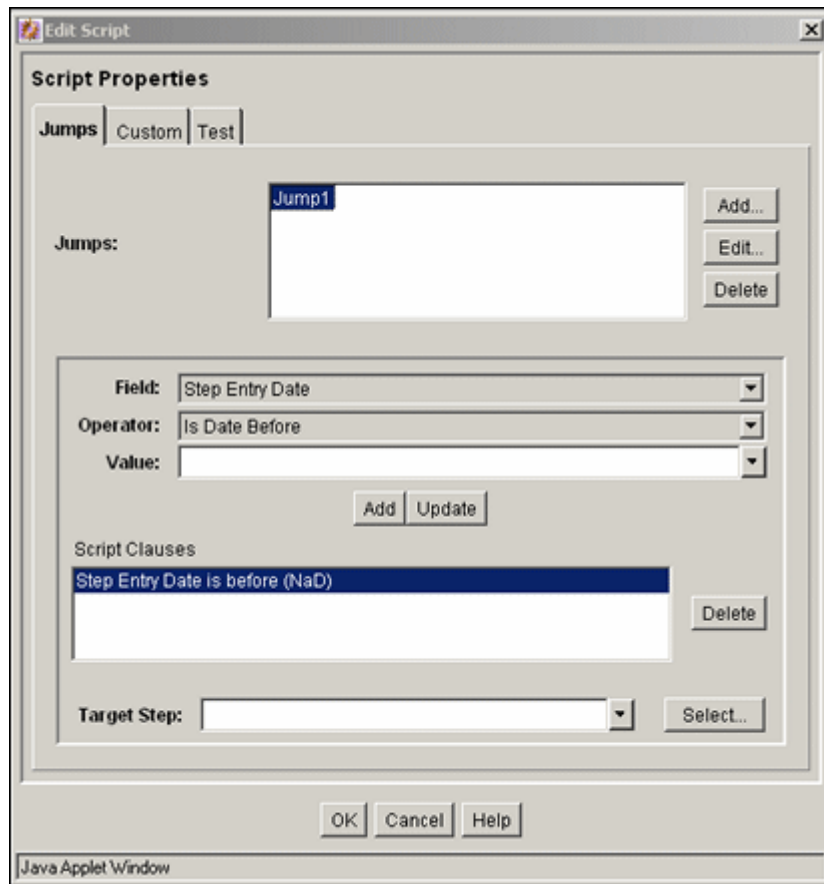 Edit Script
Script Properties
Jumps Custom Test
Jump1
Jumps:
Add...
Edit...
Delete
Field: Step Entry Date
Operator: Is Date Before
Value:
Add Update
Script Clauses
Step Entry Date is before (NaD)
Delete
Target Step: Select...
OK Cancel Help
Java Applet Window